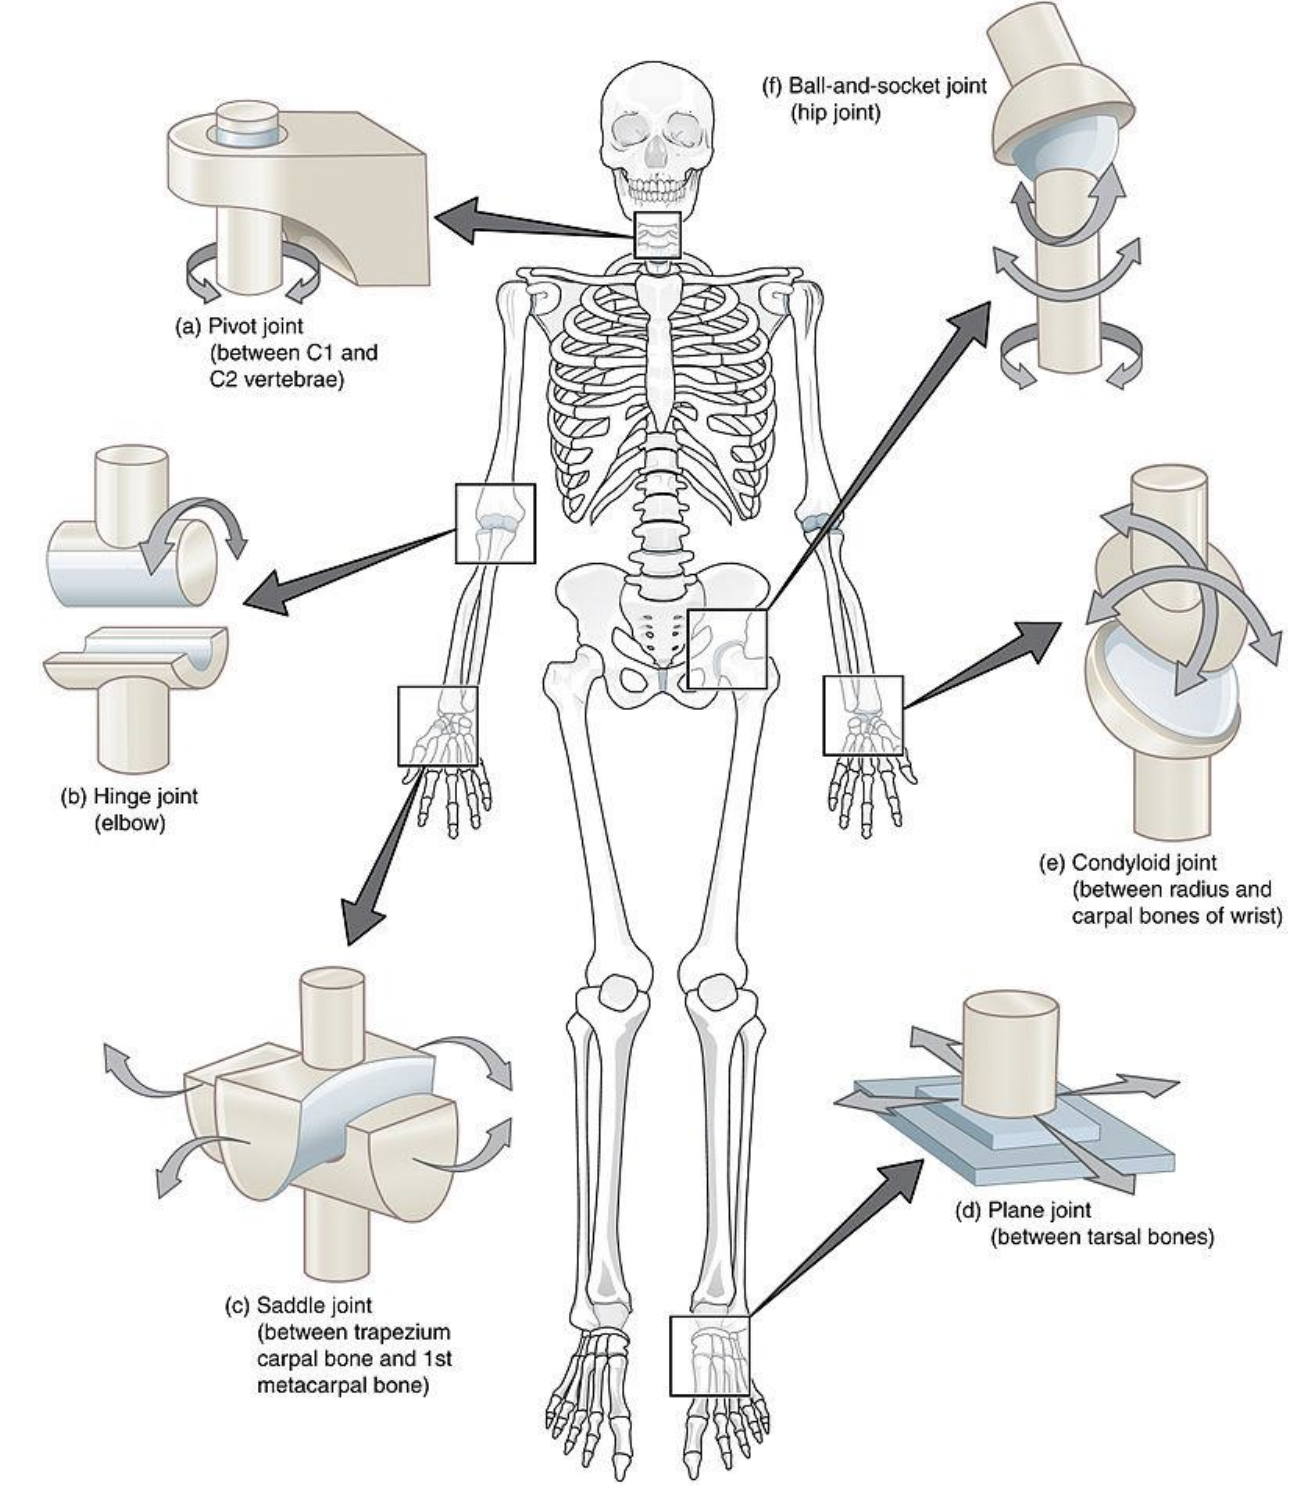 (a) Pivot joint
(between C1 and
C2 vertebrae)
(b) Hinge joint
(elbow)
(c) Saddle joint
(between trapezium
carpal bone and 1st
metacarpal bone)
(d) Plane joint
(between tarsal bones)
(e) Condyloid joint
(between radius and
carpal bones of wrist)
(f) Ball-and-socket joint
(hip joint)